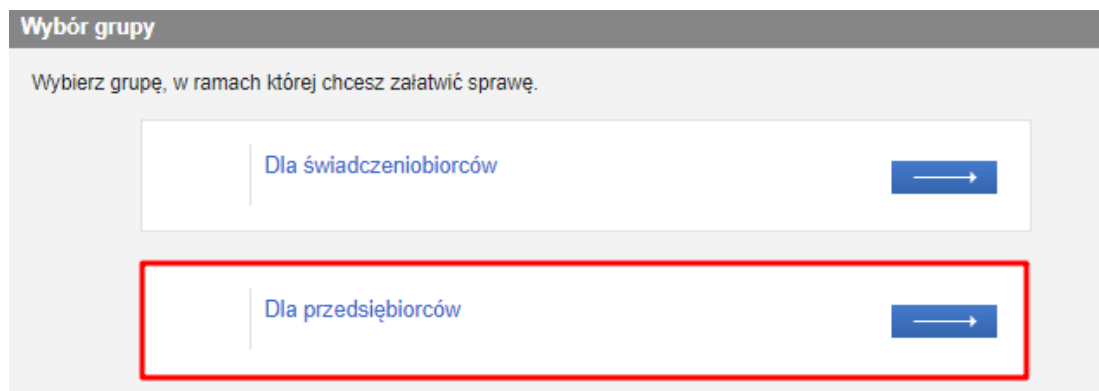 Wybór grupy
Wybierz grupę, w ramach której chcesz załatwić sprawę.
Dla świadczeniobiorców
Dla przedsiębiorców